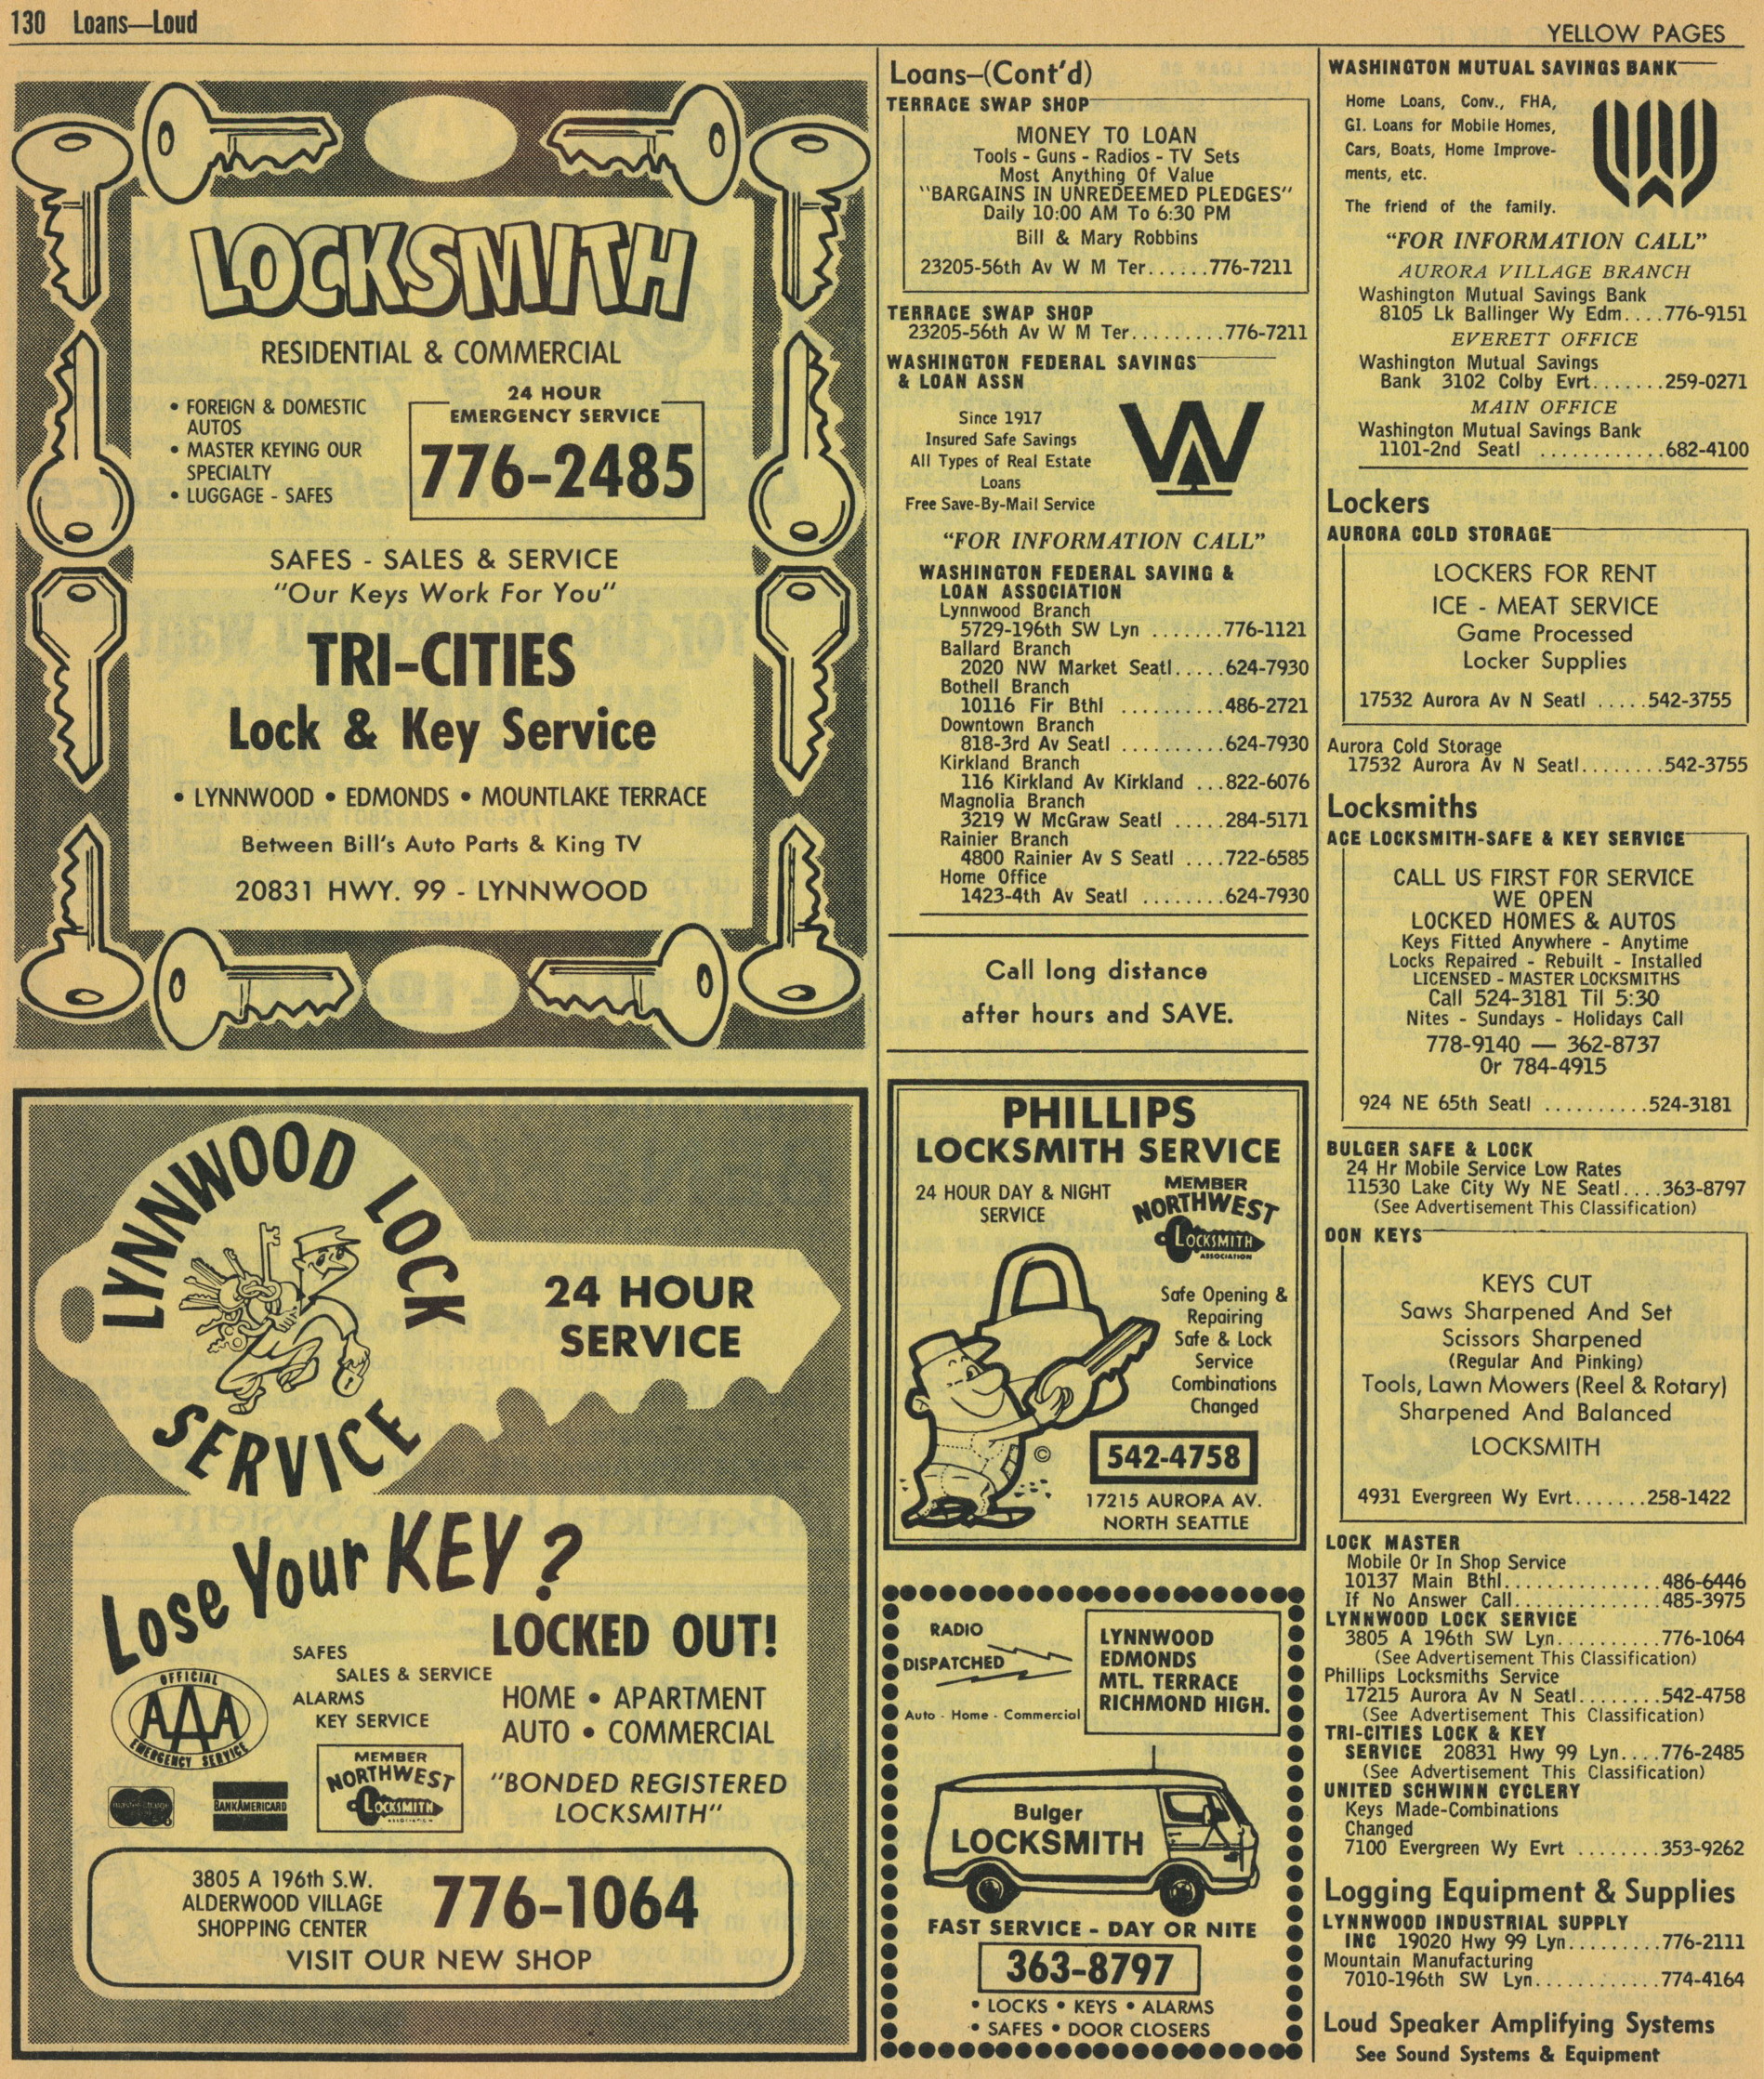 130 Loans—Loud
YELLOW PAGES
LOCKSMITH
RESIDENTIAL & COMMERCIAL
• FOREIGN & DOMESTIC
AUTOS
• MASTER KEYING OUR
SPECIALTY
• LUGGAGE - SAFES
24 HOUR
EMERGENCY SERVICE
776-2485
SAFES - SALES & SERVICE
"Our Keys Work For You"
TRI-CITIES
Lock & Key Service
• LYNNWOOD • EDMONDS • MOUNTLAKE TERRACE
Between Bill's Auto Parts & King TV
20831 HWY. 99 - LYNNWOOD
LYNNWOOD LOCK
SERVICE
24 HOUR
SERVICE
Lose Your KEY?
LOCKED OUT!
SAFES
SALES & SERVICE
ALARMS
KEY SERVICE
OFFICIAL
AAA
EMERGENCY SERVICE
HOME • APARTMENT
AUTO • COMMERCIAL
master charge
BANKAMERICARD
MEMBER
NORTHWEST
LOCKSMITH
ASSOCIATION
"BONDED REGISTERED
LOCKSMITH"
3805 A 196th S.W.
ALDERWOOD VILLAGE
SHOPPING CENTER
776-1064
VISIT OUR NEW SHOP
Loans—(Cont'd)
TERRACE SWAP SHOP
MONEY TO LOAN
Tools - Guns - Radios - TV Sets
Most Anything Of Value
"BARGAINS IN UNREDEEMED PLEDGES"
Daily 10:00 AM To 6:30 PM
Bill & Mary Robbins
23205-56th Av W M Ter......776-7211
TERRACE SWAP SHOP
23205-56th Av W M Ter.........776-7211
WASHINGTON FEDERAL SAVINGS
& LOAN ASSN
Since 1917
Insured Safe Savings
All Types of Real Estate
Loans
Free Save-By-Mail Service
W
"FOR INFORMATION CALL"
WASHINGTON FEDERAL SAVING &
LOAN ASSOCIATION
Lynnwood Branch
5729-196th SW Lyn .......776-1121
Ballard Branch
2020 NW Market Seatl.....624-7930
Bothell Branch
10116 Fir Bthl ..........486-2721
Downtown Branch
818-3rd Av Seatl ..........624-7930
Kirkland Branch
116 Kirkland Av Kirkland ...822-6076
Magnolia Branch
3219 W McGraw Seatl .....284-5171
Rainier Branch
4800 Rainier Av S Seatl ....722-6585
Home Office
1423-4th Av Seatl ........624-7930
Call long distance
after hours and SAVE.
PHILLIPS
LOCKSMITH SERVICE
24 HOUR DAY & NIGHT
SERVICE
MEMBER
NORTHWEST
LOCKSMITH
ASSOCIATION
Safe Opening &
Repairing
Safe & Lock
Service
Combinations
Changed
©
542-4758
17215 AURORA AV.
NORTH SEATTLE
RADIO
DISPATCHED
Auto - Home - Commercial
LYNNWOOD
EDMONDS
MTL. TERRACE
RICHMOND HIGH.
Bulger
LOCKSMITH
FAST SERVICE - DAY OR NITE
363-8797
• LOCKS • KEYS • ALARMS
• SAFES • DOOR CLOSERS
WASHINGTON MUTUAL SAVINGS BANK
Home Loans, Conv., FHA,
GI. Loans for Mobile Homes,
Cars, Boats, Home Improve-
ments, etc.
The friend of the family.
"FOR INFORMATION CALL"
AURORA VILLAGE BRANCH
Washington Mutual Savings Bank
8105 Lk Ballinger Wy Edm....776-9151
EVERETT OFFICE
Washington Mutual Savings
Bank 3102 Colby Evrt.......259-0271
MAIN OFFICE
Washington Mutual Savings Bank
1101-2nd Seatl ............682-4100
Lockers
AURORA COLD STORAGE
LOCKERS FOR RENT
ICE - MEAT SERVICE
Game Processed
Locker Supplies
17532 Aurora Av N Seatl .....542-3755
Aurora Cold Storage
17532 Aurora Av N Seatl........542-3755
Locksmiths
ACE LOCKSMITH-SAFE & KEY SERVICE
CALL US FIRST FOR SERVICE
WE OPEN
LOCKED HOMES & AUTOS
Keys Fitted Anywhere - Anytime
Locks Repaired - Rebuilt - Installed
LICENSED - MASTER LOCKSMITHS
Call 524-3181 Til 5:30
Nites - Sundays - Holidays Call
778-9140 — 362-8737
Or 784-4915
924 NE 65th Seatl ..........524-3181
BULGER SAFE & LOCK
24 Hr Mobile Service Low Rates
11530 Lake City Wy NE Seatl....363-8797
(See Advertisement This Classification)
DON KEYS
KEYS CUT
Saws Sharpened And Set
Scissors Sharpened
(Regular And Pinking)
Tools, Lawn Mowers (Reel & Rotary)
Sharpened And Balanced
LOCKSMITH
4931 Evergreen Wy Evrt.......258-1422
LOCK MASTER
Mobile Or In Shop Service
10137 Main Bthl...............486-6446
If No Answer Call..............485-3975
LYNNWOOD LOCK SERVICE
3805 A 196th SW Lyn..........776-1064
(See Advertisement This Classification)
Phillips Locksmiths Service
17215 Aurora Av N Seatl........542-4758
(See Advertisement This Classification)
TRI-CITIES LOCK & KEY
SERVICE 20831 Hwy 99 Lyn....776-2485
(See Advertisement This Classification)
UNITED SCHWINN CYCLERY
Keys Made-Combinations
Changed
7100 Evergreen Wy Evrt ........353-9262
Logging Equipment & Supplies
LYNNWOOD INDUSTRIAL SUPPLY
INC 19020 Hwy 99 Lyn.........776-2111
Mountain Manufacturing
7010-196th SW Lyn............774-4164
Loud Speaker Amplifying Systems
See Sound Systems & Equipment